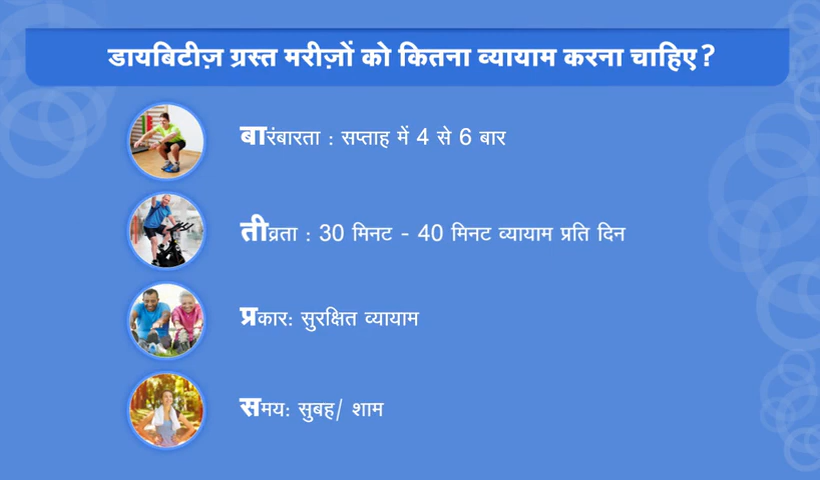 डायबिटीज़ ग्रस्त मरीज़ों को कितना व्यायाम करना चाहिए?
बारंबारता : सप्ताह में 4 से 6 बार
तीव्रता : 30 मिनट - 40 मिनट व्यायाम प्रति दिन
प्रकार: सुरक्षित व्यायाम
समय: सुबह/ शाम